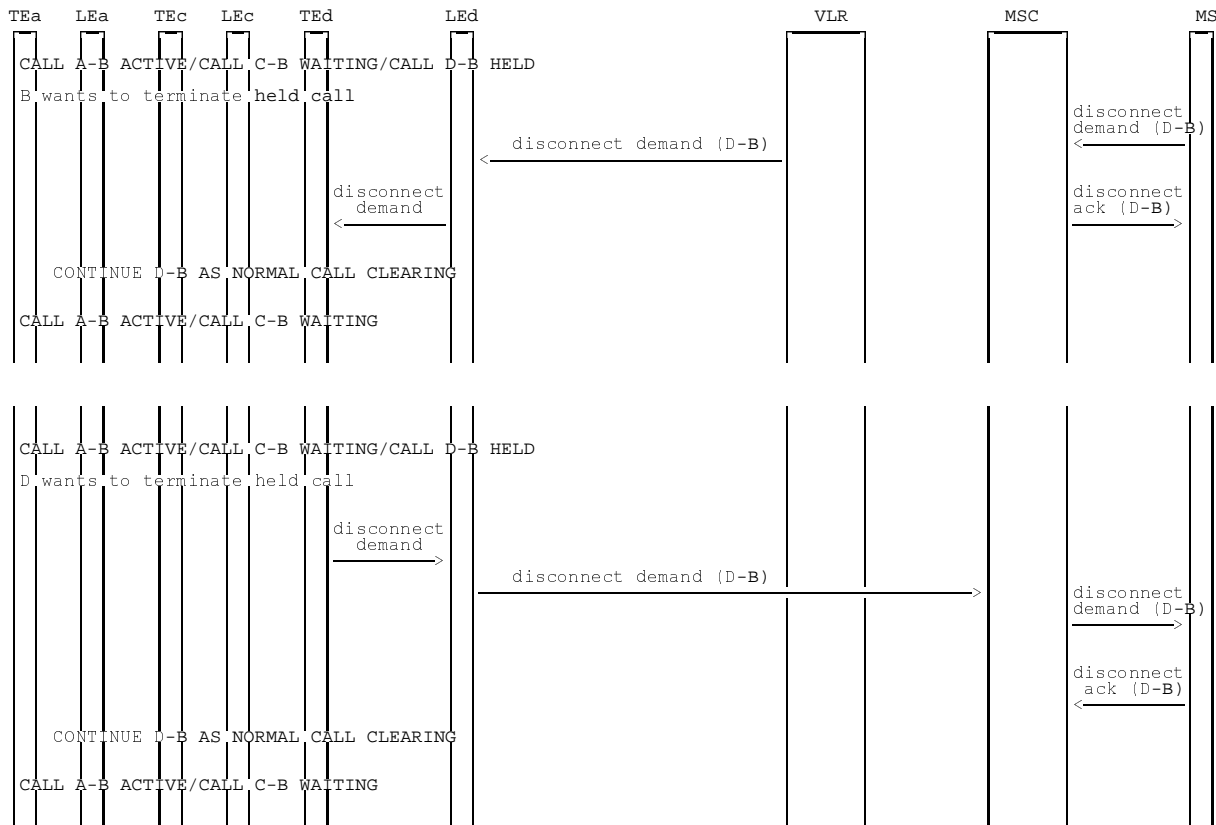 TEa LEa TEc LEc TEd LEd VLR MSC MS
CALL A-B ACTIVE/CALL C-B WAITING/CALL D-B HELD
B wants to terminate held call
disconnect
demand (D-B)
disconnect demand (D-B)
disconnect
demand
disconnect
ack (D-B)
CONTINUE D-B AS NORMAL CALL CLEARING
CALL A-B ACTIVE/CALL C-B WAITING
CALL A-B ACTIVE/CALL C-B WAITING/CALL D-B HELD
D wants to terminate held call
disconnect
demand
disconnect demand (D-B)
disconnect
demand (D-B)
disconnect
ack (D-B)
CONTINUE D-B AS NORMAL CALL CLEARING
CALL A-B ACTIVE/CALL C-B WAITING